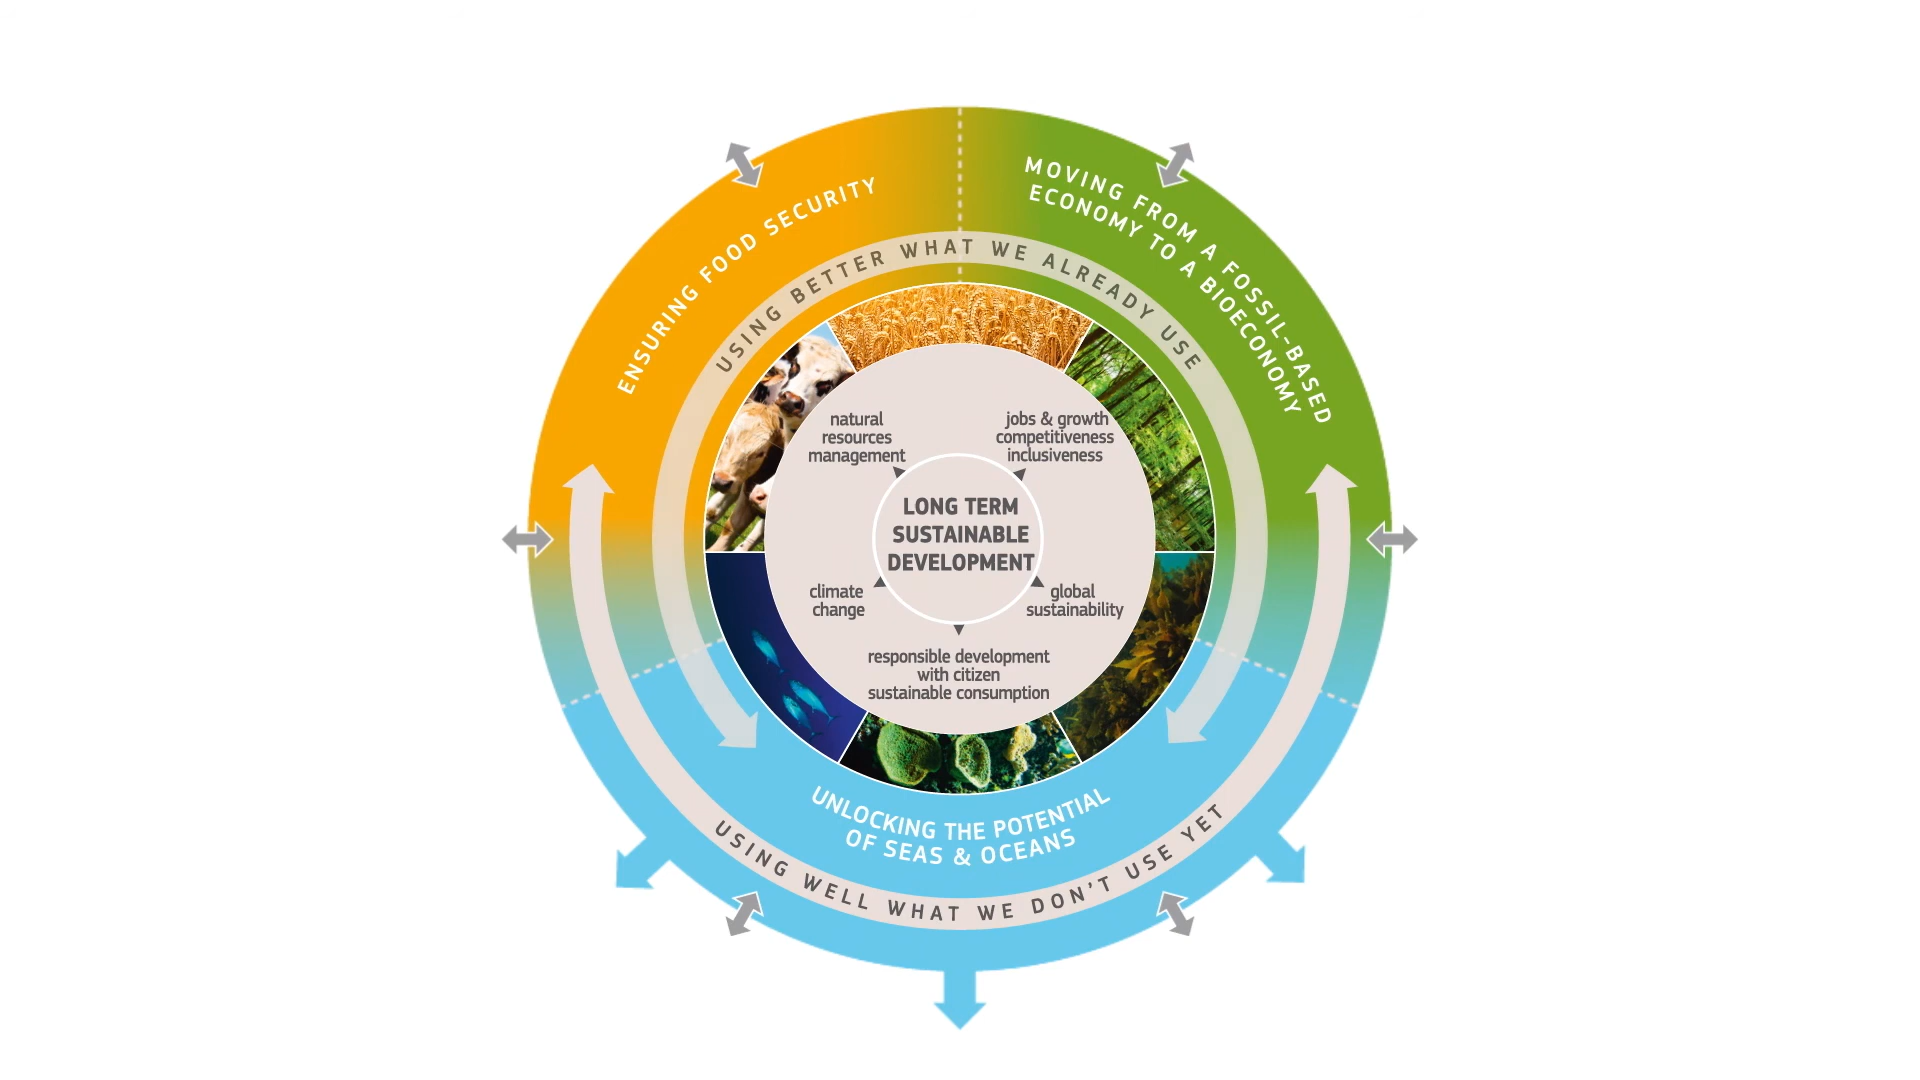 ENSURING FOOD SECURITY
MOVING FROM A FOSSIL-BASED
ECONOMY TO A BIOECONOMY
USING BETTER WHAT WE ALREADY USE
natural
resources
management
jobs & growth
competitiveness
inclusiveness
LONG TERM
SUSTAINABLE
DEVELOPMENT
climate
change
global
sustainability
responsible development
with citizen
sustainable consumption
UNLOCKING THE POTENTIAL
OF SEAS & OCEANS
USING WELL WHAT WE DON'T USE YET